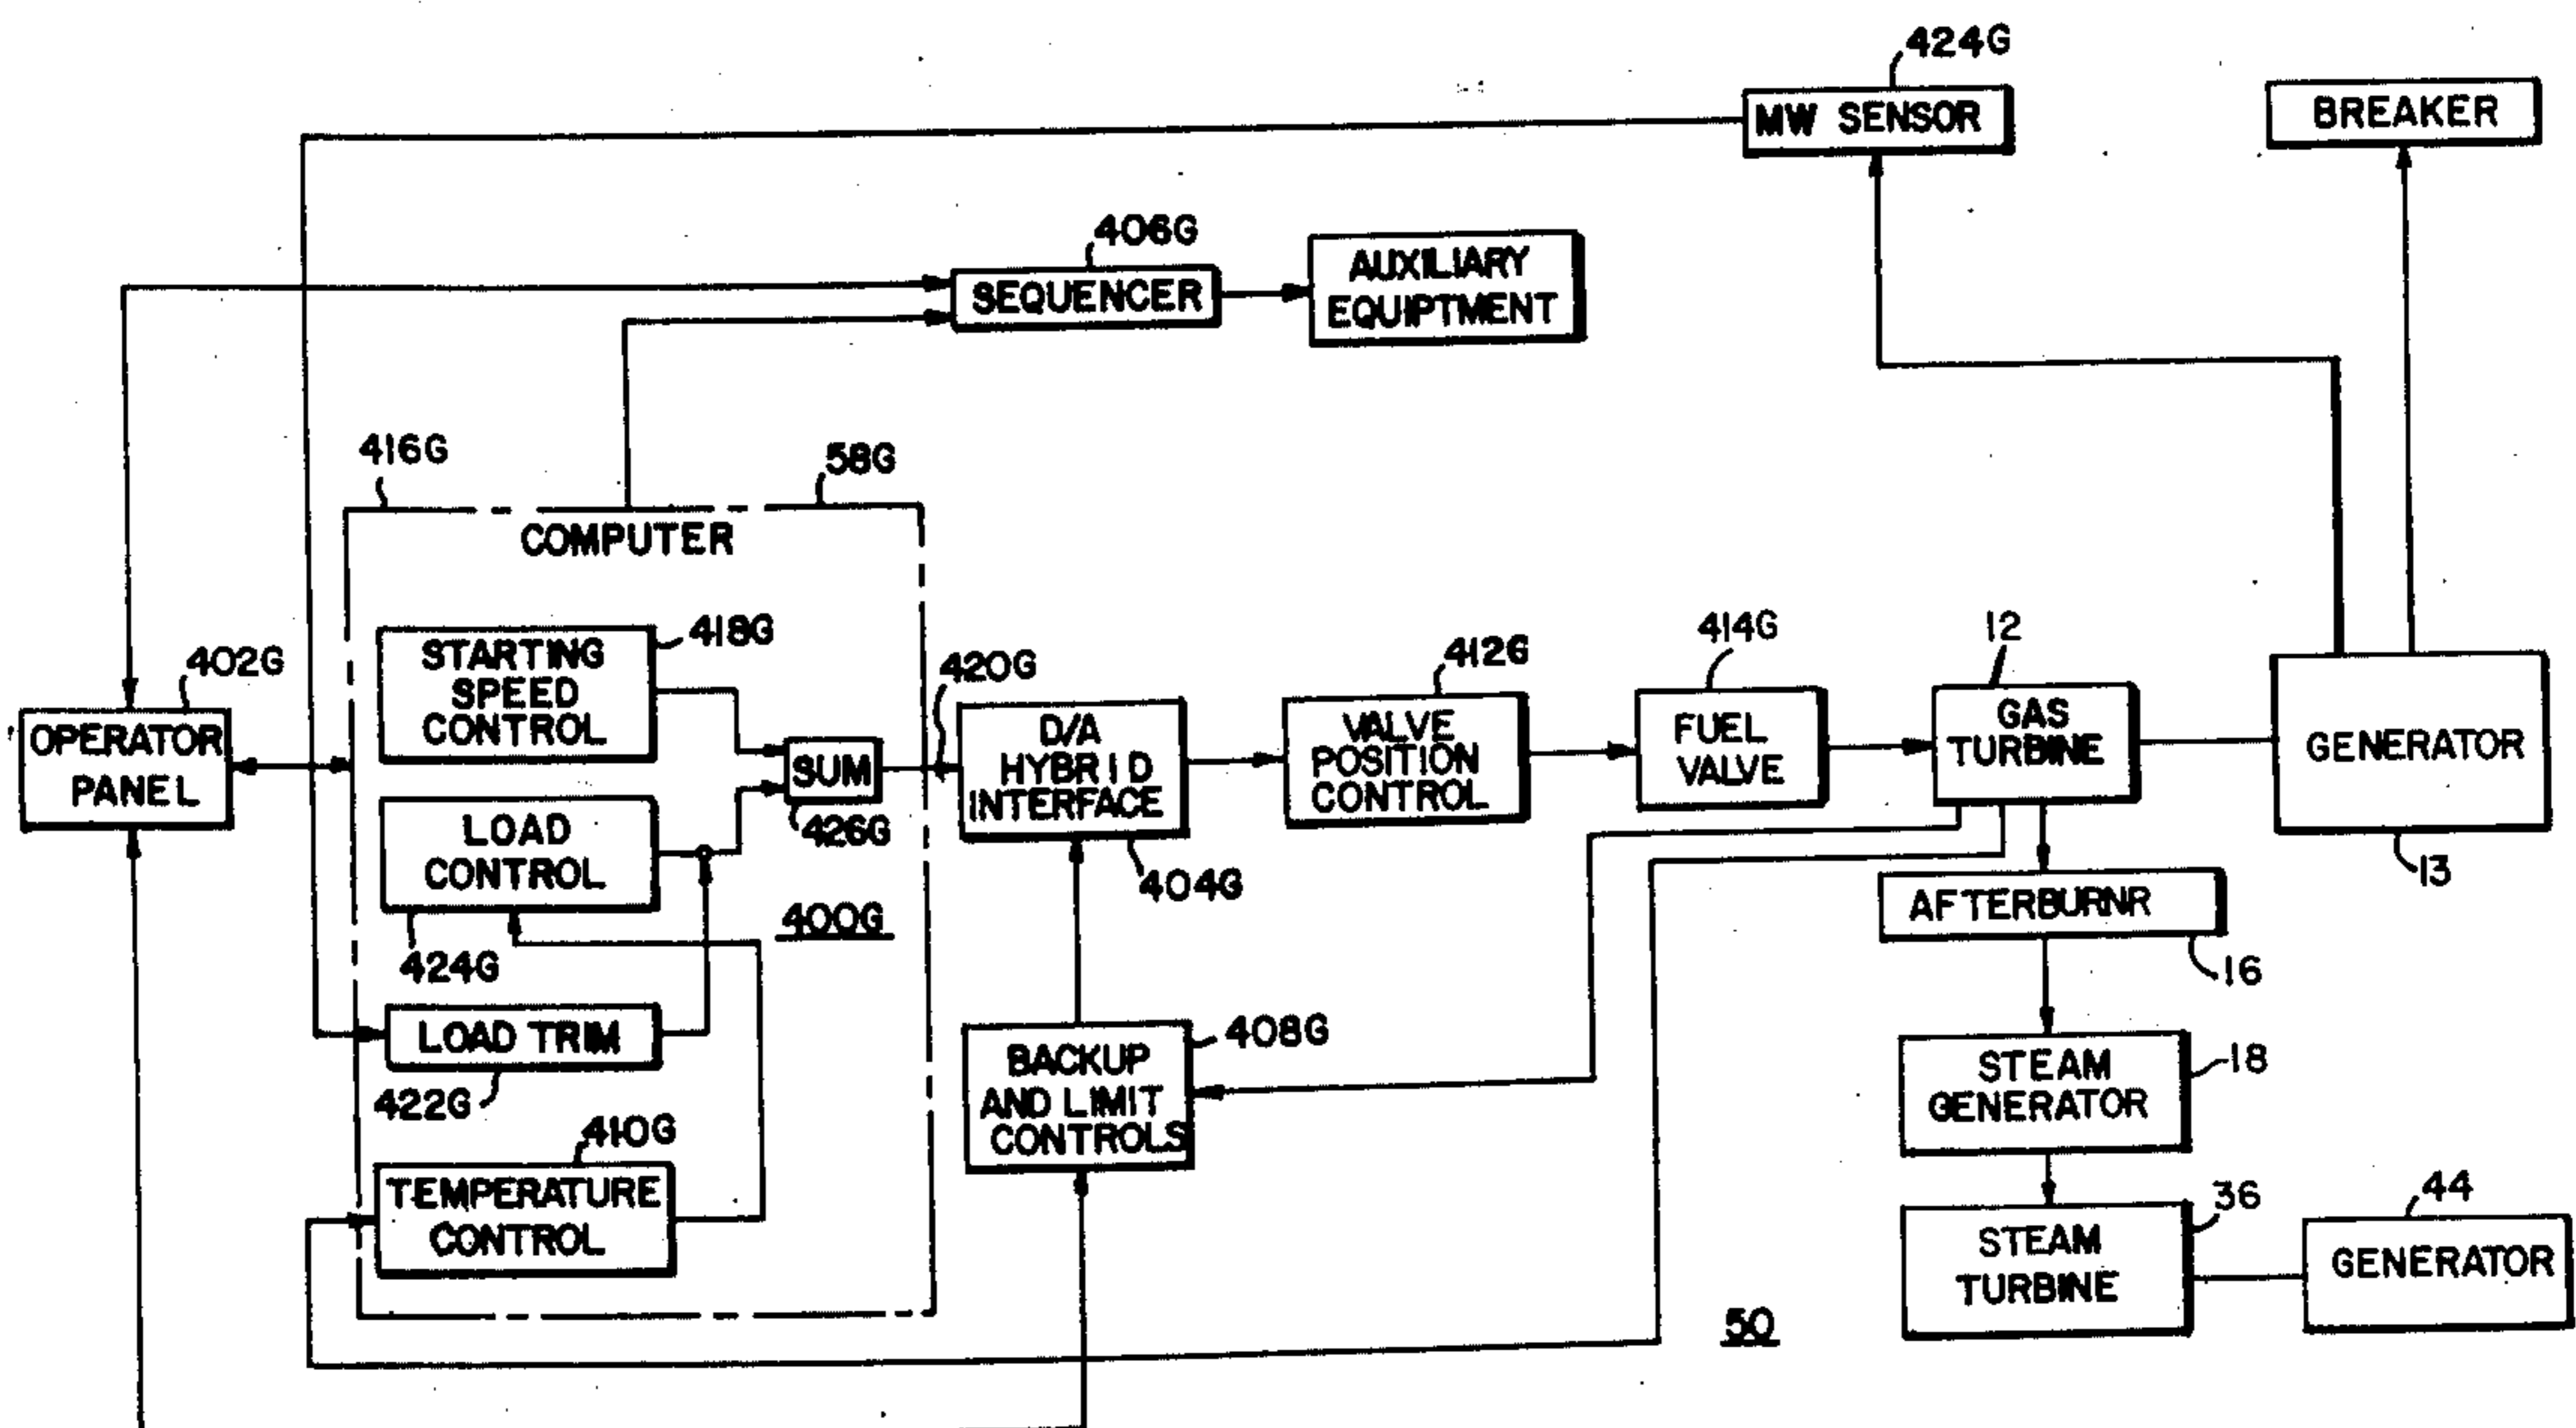 424G
MW SENSOR
BREAKER
406G
SEQUENCER
AUXILIARY
EQUIPTMENT
416G
58G
COMPUTER
418G
STARTING
SPEED
CONTROL
402G
OPERATOR
PANEL
SUM
426G
420G
D/A
HYBRID
INTERFACE
404G
412G
VALVE
POSITION
CONTROL
414G
FUEL
VALVE
12
GAS
TURBINE
GENERATOR
13
LOAD
CONTROL
424G
400G
LOAD TRIM
422G
410G
TEMPERATURE
CONTROL
408G
BACKUP
AND LIMIT
CONTROLS
AFTERBURNR
16
STEAM
GENERATOR
18
STEAM
TURBINE
36
44
GENERATOR
50